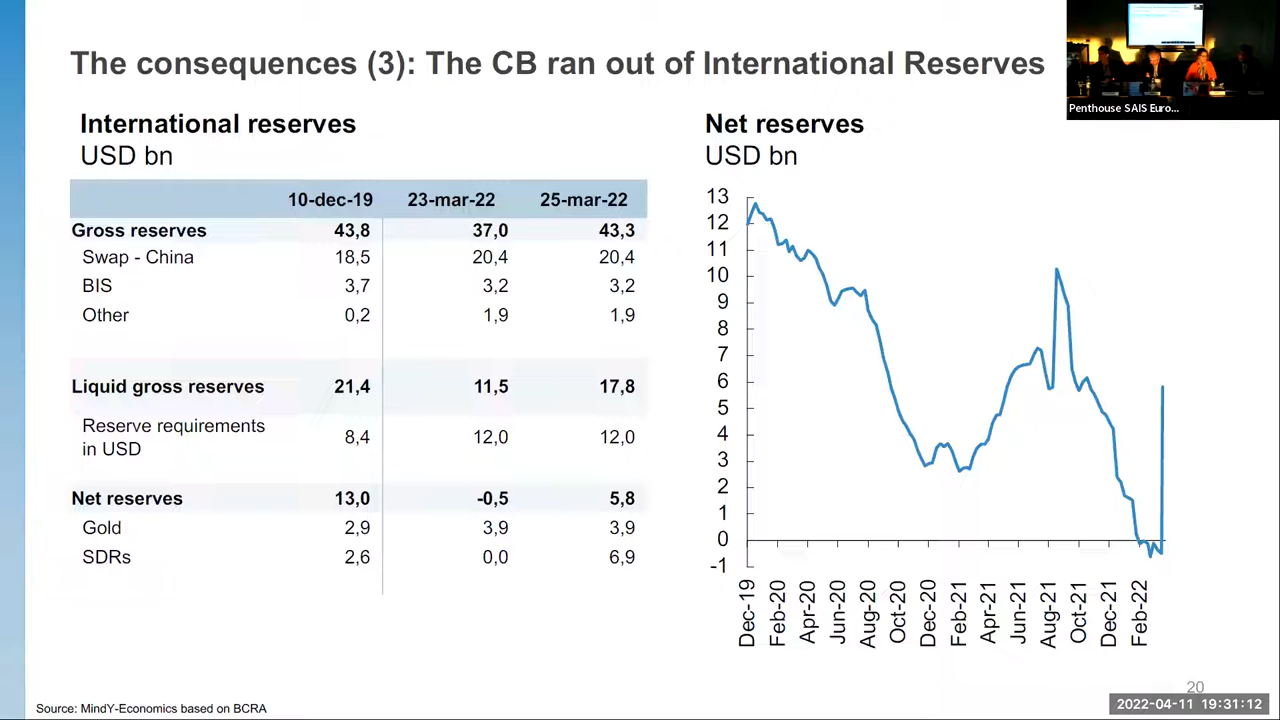 The consequences (3): The CB ran out of International Reserves
Penthouse SAIS Euro...
International reserves
USD bn
10-dec-19 23-mar-22 25-mar-22
Gross reserves 43,8 37,0 43,3
Swap - China 18,5 20,4 20,4
BIS 3,7 3,2 3,2
Other 0,2 1,9 1,9
Liquid gross reserves 21,4 11,5 17,8
Reserve requirements
in USD 8,4 12,0 12,0
Net reserves 13,0 -0,5 5,8
Gold 2,9 3,9 3,9
SDRs 2,6 0,0 6,9
Net reserves
USD bn
13
12
11
10
9
8
7
6
5
4
3
2
1
0
-1
Dec-19
Feb-20
Apr-20
Jun-20
Aug-20
Oct-20
Dec-20
Feb-21
Apr-21
Jun-21
Aug-21
Oct-21
Dec-21
Feb-22
20
Source: MindY-Economics based on BCRA
2022-04-11 19:31:12